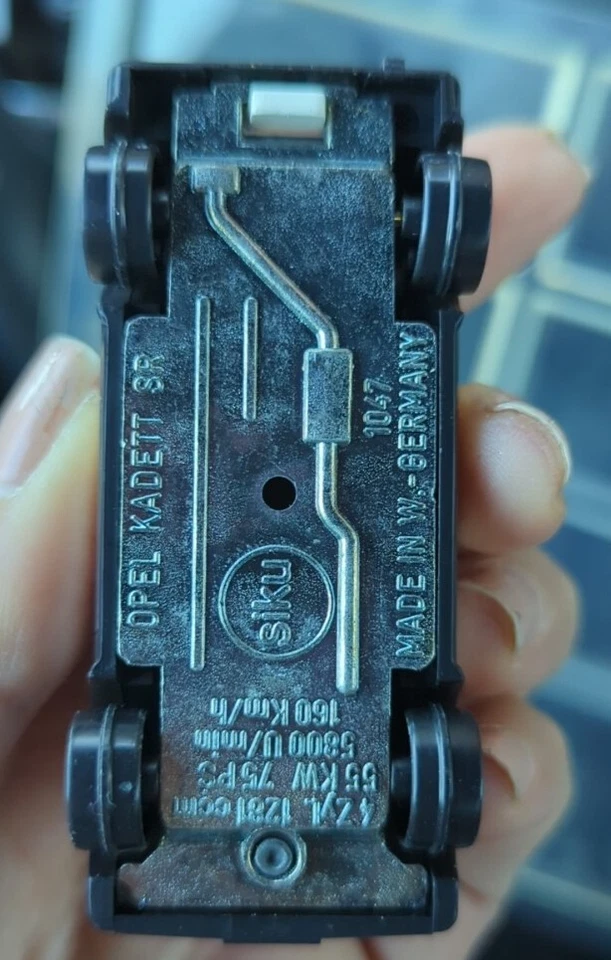 OPEL KADETT SR
siku
1047
MADE IN W.-GERMANY
4 Zyl. 1281 ccm
55 KW 75 PS
5800 U/min
160 Km/h